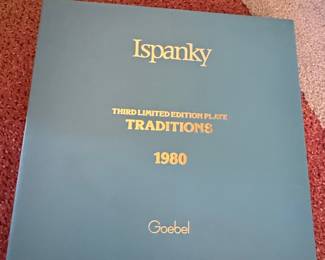 Ispanky
THIRD LIMITED EDITION PLATE
TRADITIONS
1980
Goebel